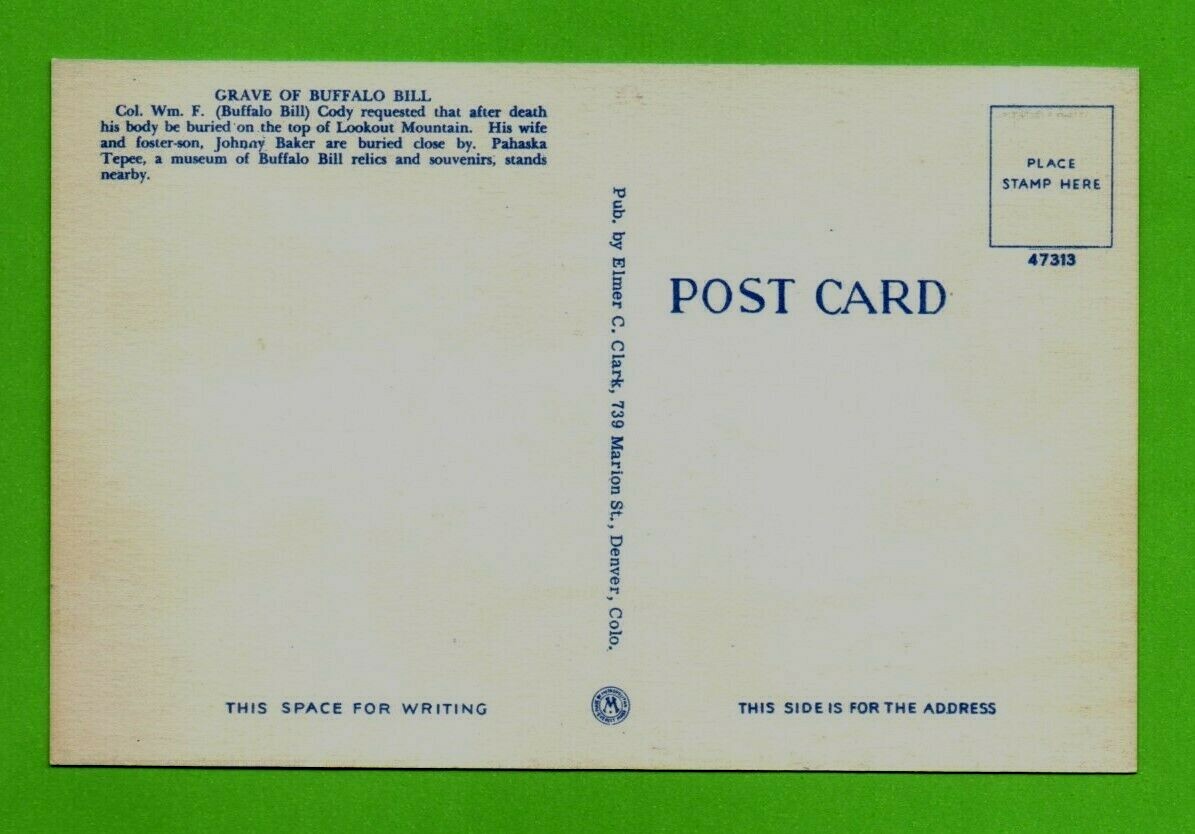 GRAVE OF BUFFALO BILL
Col. Wm. F. (Buffalo Bill) Cody requested that after death
his body be buried on the top of Lookout Mountain. His wife
and foster-son, Johnny Baker are buried close by. Pahaska
Tepee, a museum of Buffalo Bill relics and souvenirs, stands
nearby.
Pub. by Elmer C. Clark, 739 Marion St., Denver, Colo.
PLACE
STAMP HERE
47313
POST CARD
THIS SPACE FOR WRITING
THIS SIDE IS FOR THE ADDRESS